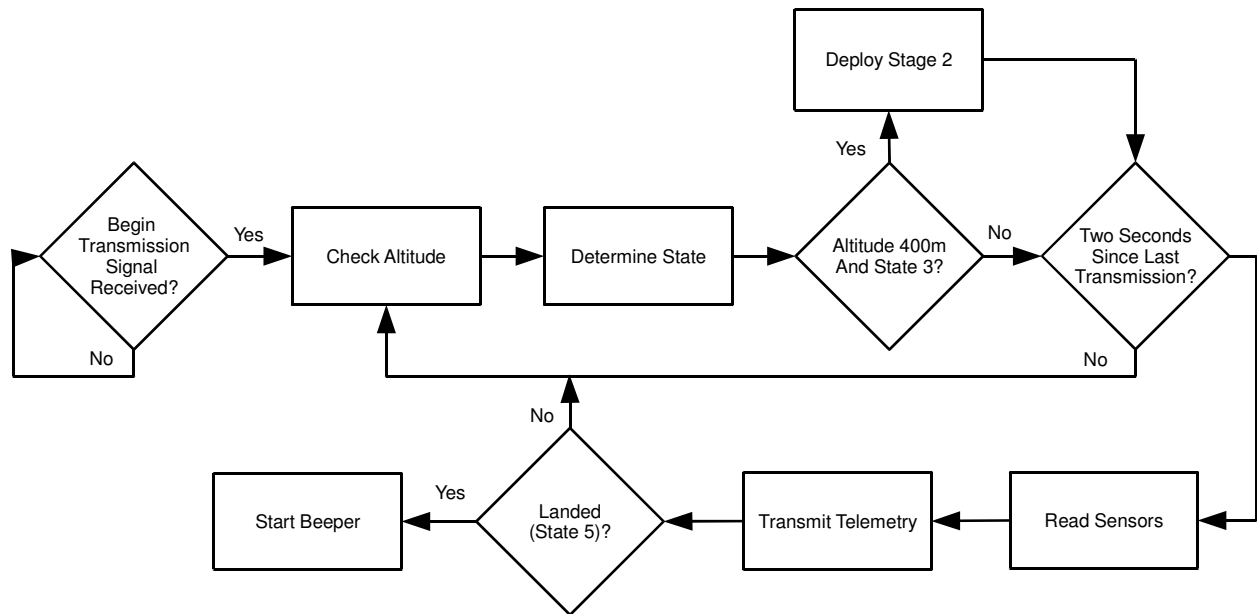 Deploy Stage 2
Yes
Begin
Transmission
Signal
Received?
Yes
No
Check Altitude
Determine State
Altitude 400m
And State 3?
No
Two Seconds
Since Last
Transmission?
No
No
Yes
Start Beeper
Landed
(State 5)?
Transmit Telemetry
Read Sensors